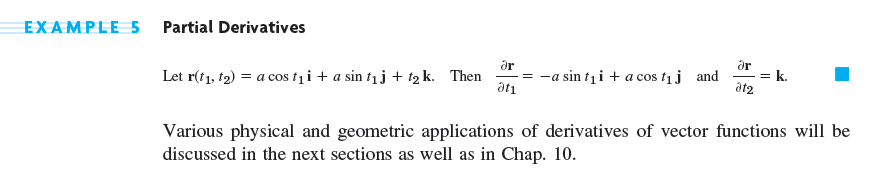 EXAMPLE 5 Partial Derivatives
Let r(t₁, t₂) = a cos t₁ i + a sin t₁ j + t₂ k. Then ∂r/∂t₁ = −a sin t₁ i + a cos t₁ j and ∂r/∂t₂ = k.
Various physical and geometric applications of derivatives of vector functions will be
discussed in the next sections as well as in Chap. 10.